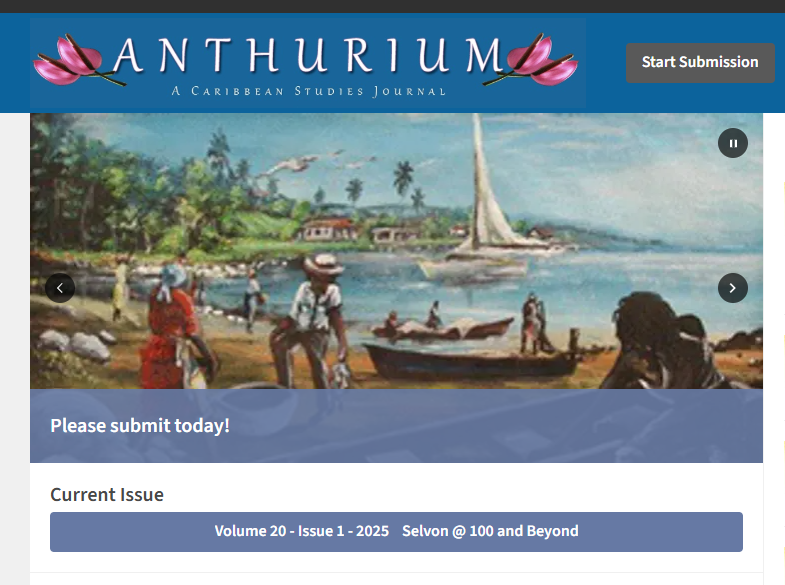 ANTHURIUM
A CARIBBEAN STUDIES JOURNAL
Start Submission
Please submit today!
Current Issue
Volume 20 - Issue 1 - 2025 Selvon @ 100 and Beyond